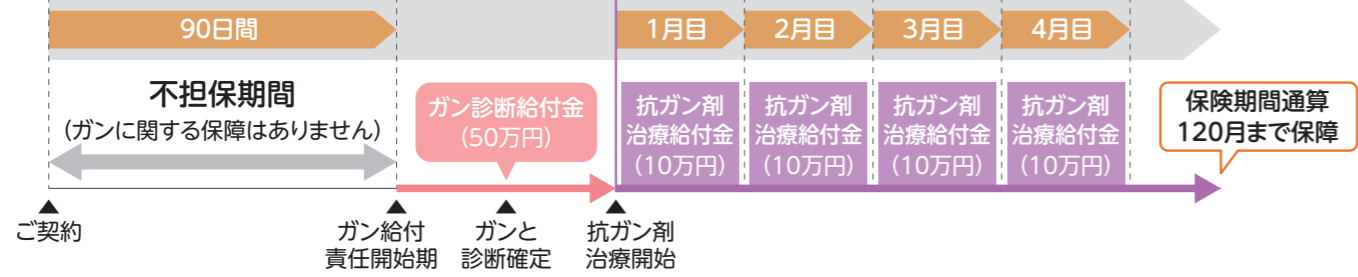 90日間
1月目
2月目
3月目
4月目
不担保期間
(ガンに関する保障はありません)
ガン診断給付金
(50万円)
抗ガン剤
治療給付金
(10万円)
抗ガン剤
治療給付金
(10万円)
抗ガン剤
治療給付金
(10万円)
抗ガン剤
治療給付金
(10万円)
保険期間通算
120月まで保障
ご契約
ガン給付
責任開始期
ガンと
診断確定
抗ガン剤
治療開始